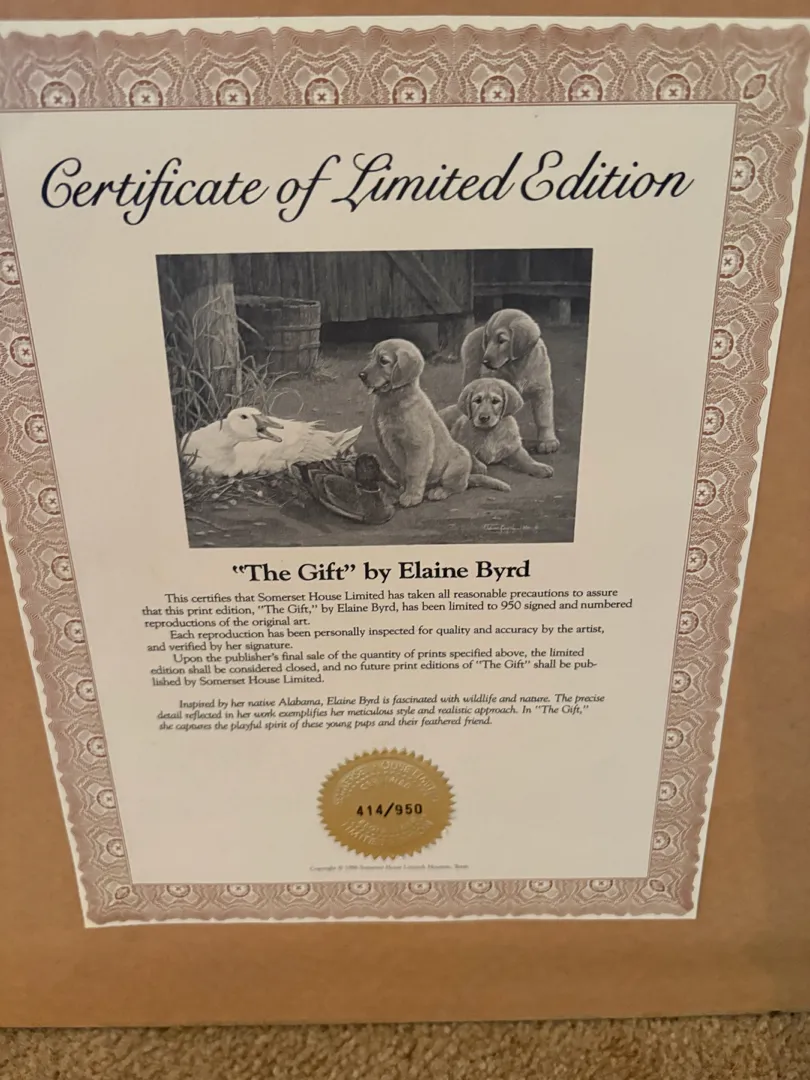 Certificate of Limited Edition
"The Gift" by Elaine Byrd
This certifies that Somerset House Limited has taken all reasonable precautions to assure
that this print edition, "The Gift," by Elaine Byrd, has been limited to 950 signed and numbered
reproductions of the original art.
Each reproduction has been personally inspected for quality and accuracy by the artist,
and verified by her signature.
Upon the publisher's final sale of the quantity of prints specified above, the limited
edition shall be considered closed, and no future print editions of "The Gift" shall be pub-
lished by Somerset House Limited.
Inspired by her native Alabama, Elaine Byrd is fascinated with wildlife and nature. The precise
detail reflected in her work exemplifies her meticulous style and realistic approach. In "The Gift,"
she captures the playful spirit of these young pups and their feathered friend.
414/950
Copyright © Somerset House Limited